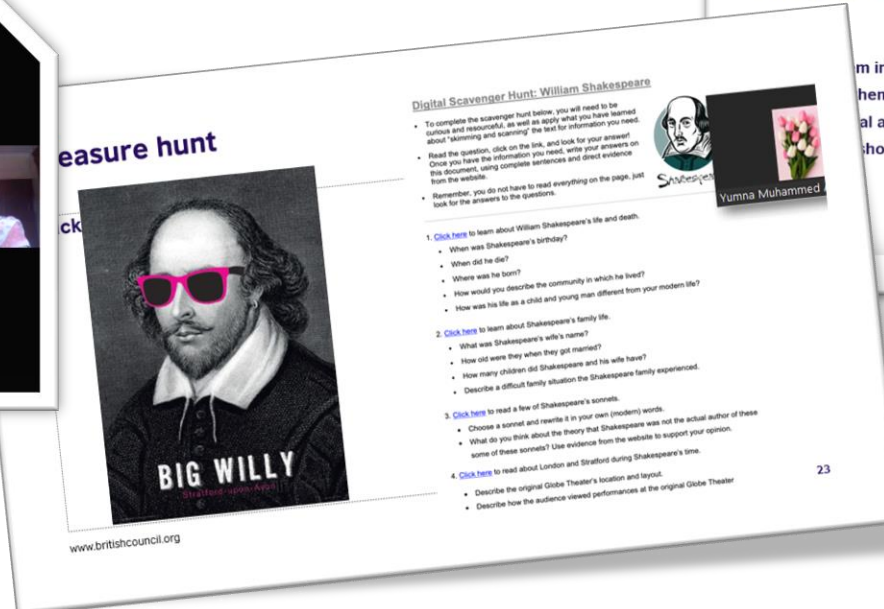 easure hunt
ck
BIG WILLY
Stratford-upon-Avon
www.britishcouncil.org
Digital Scavenger Hunt: William Shakespeare
• To complete the scavenger hunt below, you will need to be
curious and resourceful, as well as apply what you have learned
about “skimming and scanning” the text for information you need.
• Read the question, click on the link, and look for your answer!
Once you have the information you need, write your answers on
this document, using complete sentences and direct evidence
from the website.
• Remember, you do not have to read everything on the page, just
look for the answers to the questions.
Yumna Muhammed
1. Click here to learn about William Shakespeare's life and death.
• When was Shakespeare's birthday?
• When did he die?
• Where was he born?
• How would you describe the community in which he lived?
• How was his life as a child and young man different from your modern life?
2. Click here to learn about Shakespeare's family life.
• What was Shakespeare's wife's name?
• How old were they when they got married?
• How many children did Shakespeare and his wife have?
• Describe a difficult family situation the Shakespeare family experienced.
3. Click here to read a few of Shakespeare's sonnets.
• Choose a sonnet and rewrite it in your own (modern) words.
• What do you think about the theory that Shakespeare was not the actual author of these
some of these sonnets? Use evidence from the website to support your opinion.
4. Click here to read about London and Stratford during Shakespeare's time.
• Describe the original Globe Theater's location and layout.
• Describe how the audience viewed performances at the original Globe Theater
23
m in
hen
al a
sho